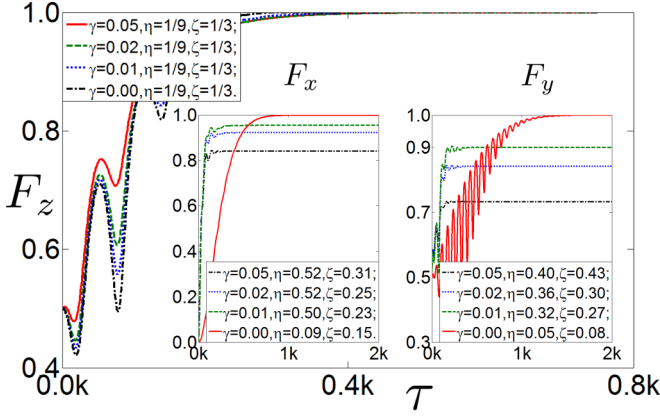 1.0
γ=0.05,η=1/9,ζ=1/3;
γ=0.02,η=1/9,ζ=1/3;
γ=0.01,η=1/9,ζ=1/3;
γ=0.00,η=1/9,ζ=1/3.
0.8
0.6
0.4
F_z
0.0k
0.4k
0.8k
τ
F_x
1.0
0.8
0.6
0.4
0.2
0.0
γ=0.05,η=0.52,ζ=0.31;
γ=0.02,η=0.52,ζ=0.25;
γ=0.01,η=0.50,ζ=0.23;
γ=0.00,η=0.09,ζ=0.15.
0k
1k
2k
F_y
1.0
0.9
0.7
0.5
0.3
γ=0.05,η=0.40,ζ=0.43;
γ=0.02,η=0.36,ζ=0.30;
γ=0.01,η=0.32,ζ=0.27;
γ=0.00,η=0.05,ζ=0.08.
0k
1k
2k